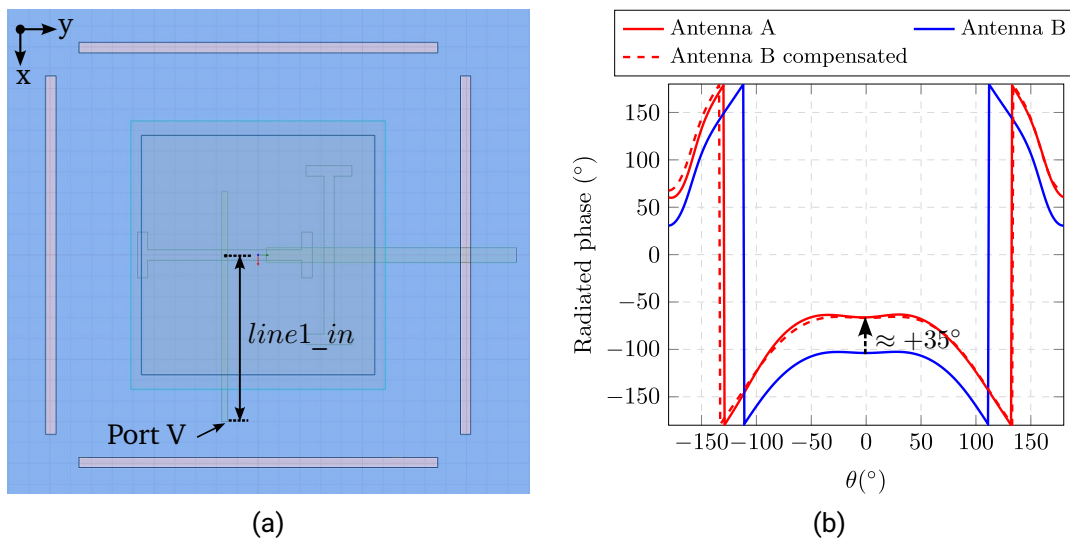 y
x
line1_in
Port V
(a)
Antenna A
Antenna B
Antenna B compensated
Radiated phase (°)
150
100
50
0
−50
−100
−150
≈ +35°
−150 −100 −50 0 50 100 150
θ(°)
(b)